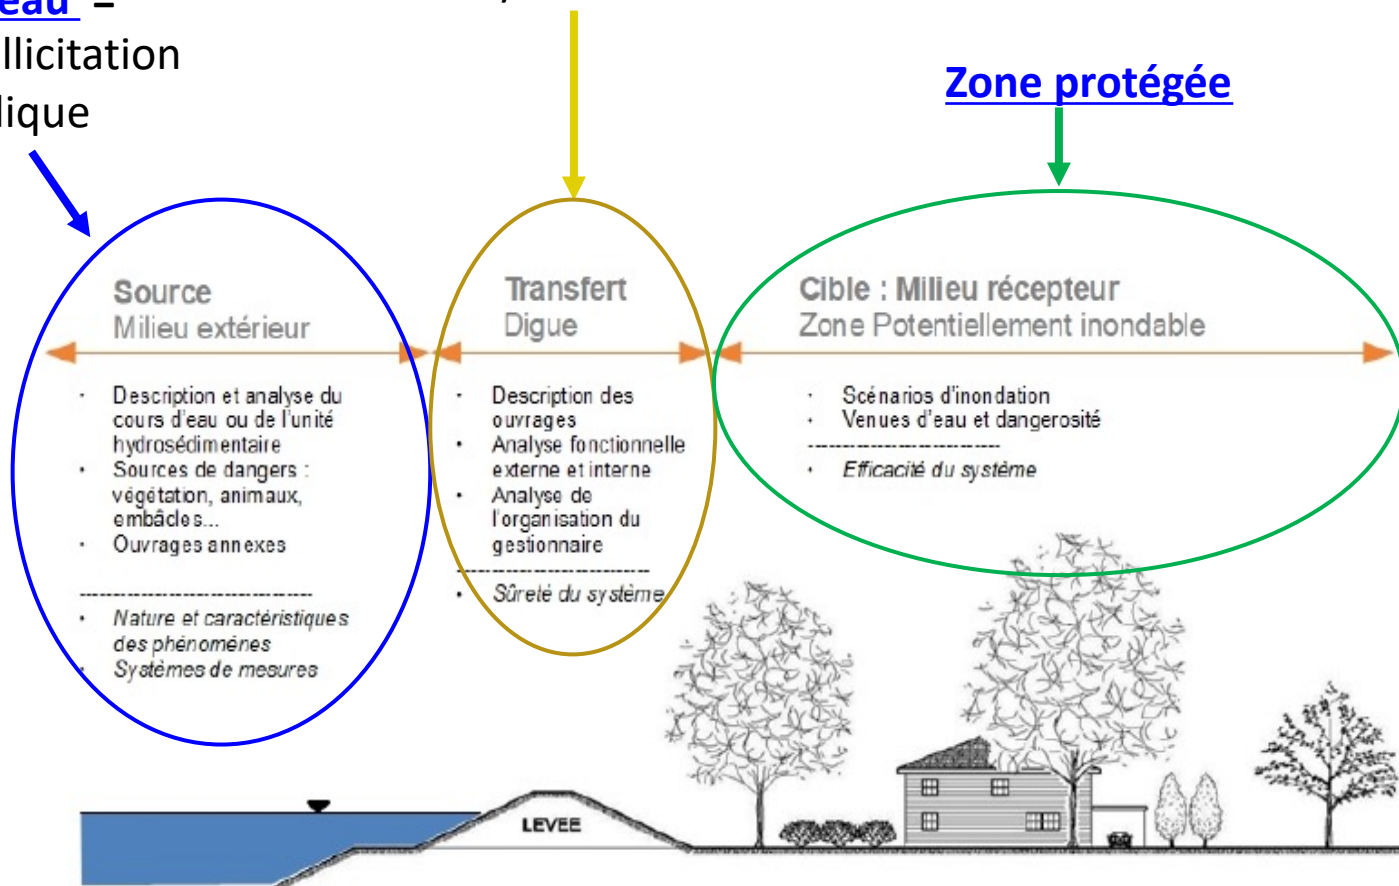 eau =
llicitation
lique
Zone protégée
Source
Milieu extérieur
· Description et analyse du
cours d'eau ou de l'unité
hydrosédimentaire
· Sources de dangers :
végétation, animaux,
embâcles...
· Ouvrages annexes
------------------------------------
· Nature et caractéristiques
des phénomènes
· Systèmes de mesures
Transfert
Digue
· Description des
ouvrages
· Analyse fonctionnelle
externe et interne
· Analyse de
l'organisation du
gestionnaire
------------------------------
· Sûreté du système
Cible : Milieu récepteur
Zone Potentiellement inondable
· Scénarios d'inondation
· Venues d'eau et dangerosité
------------------------------
· Efficacité du système
LEVEE